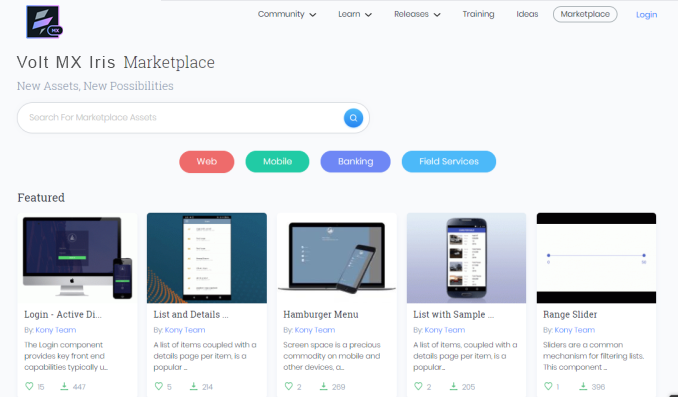 MX
Community Learn Releases Training Ideas Marketplace Login
Volt MX Iris Marketplace
New Assets, New Possibilities
Search For Marketplace Assets
Web Mobile Banking Field Services
Featured
Login - Active Di...
By: Kony Team
The Login component
provides key front end
capabilities typically u...
15 447
List and Details ...
By: Kony Team
A list of items coupled with a
details page per item, is a
popular ...
5 214
Hamburger Menu
By: Kony Team
Screen space is a precious
commodity on mobile and
other devices, a...
2 269
List with Sample ...
By: Kony Team
A list of items, coupled with a
details page per item, is a
popular ...
2 205
Range Slider
By: Kony Team
Sliders are a common
mechanism for filtering lists.
This component ...
1 396